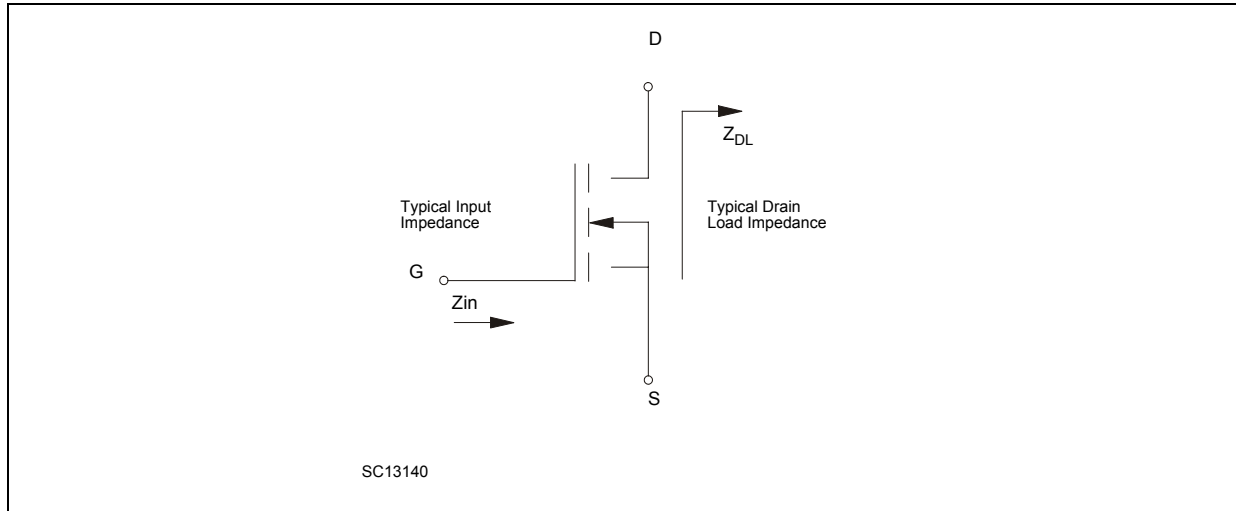 D
Z_DL
Typical Input
Impedance
Typical Drain
Load Impedance
G
Zin
S
SC13140